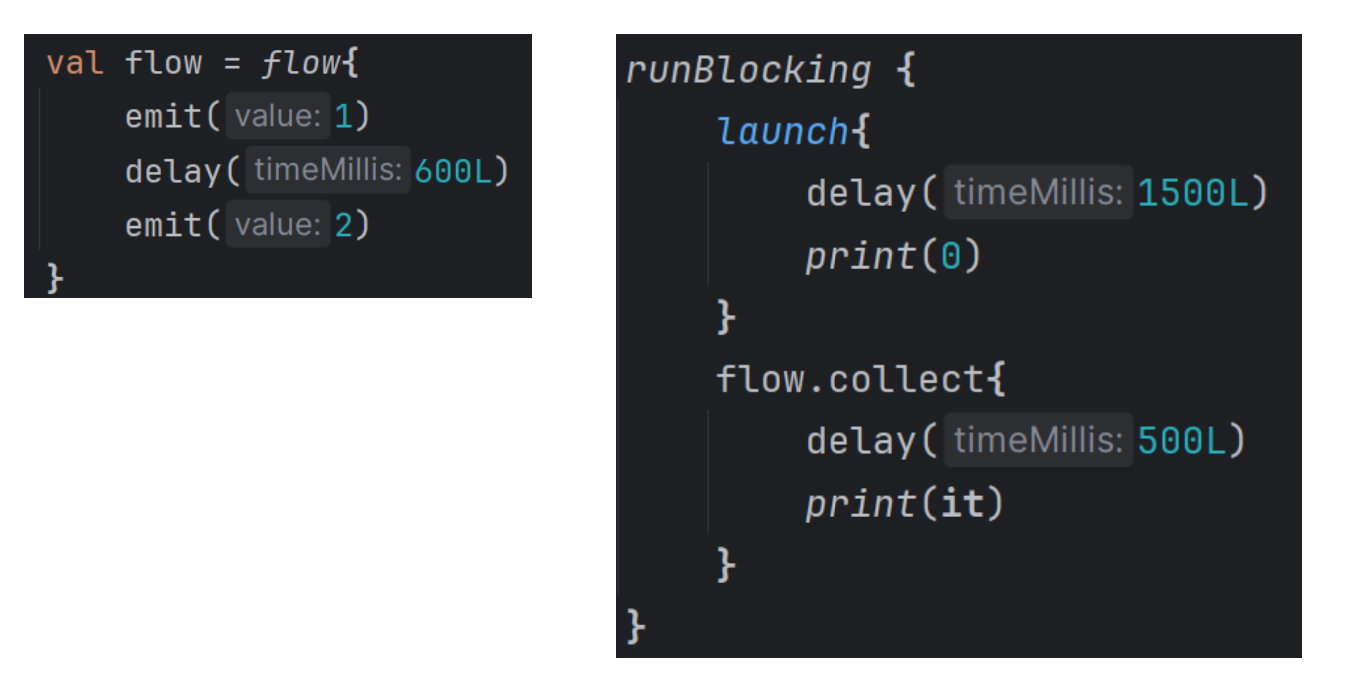 val flow = flow{
emit( value: 1)
delay( timeMillis: 600L)
emit( value: 2)
}
runBlocking {
launch{
delay( timeMillis: 1500L)
print(0)
}
flow.collect{
delay( timeMillis: 500L)
print(it)
}
}